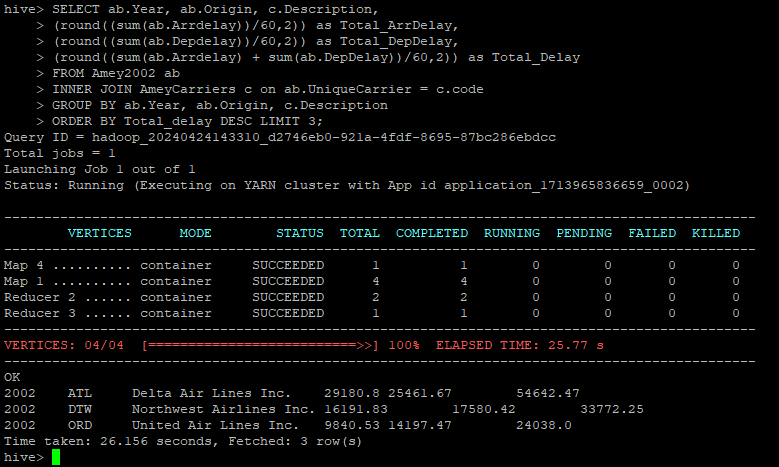 hive> SELECT ab.Year, ab.Origin, c.Description,
    > (round((sum(ab.Arrdelay))/60,2)) as Total_ArrDelay,
    > (round((sum(ab.Depdelay))/60,2)) as Total_DepDelay,
    > (round((sum(ab.Arrdelay) + sum(ab.DepDelay))/60,2)) as Total_Delay
    > FROM Amey2002 ab
    > INNER JOIN AmeyCarriers c on ab.UniqueCarrier = c.code
    > GROUP BY ab.Year, ab.Origin, c.Description
    > ORDER BY Total_delay DESC LIMIT 3;
Query ID = hadoop_20240424143310_d2746eb0-921a-4fdf-8695-87bc286ebdcc
Total jobs = 1
Launching Job 1 out of 1
Status: Running (Executing on YARN cluster with App id application_1713965836659_0002)
----------------------------------------------------------------------------------------------
        VERTICES      MODE        STATUS  TOTAL  COMPLETED  RUNNING  PENDING  FAILED  KILLED
----------------------------------------------------------------------------------------------
Map 4 .......... container     SUCCEEDED      1          1        0        0       0       0
Map 1 .......... container     SUCCEEDED      4          4        0        0       0       0
Reducer 2 ...... container     SUCCEEDED      2          2        0        0       0       0
Reducer 3 ...... container     SUCCEEDED      1          1        0        0       0       0
----------------------------------------------------------------------------------------------
VERTICES: 04/04  [==========================>>] 100%  ELAPSED TIME: 25.77 s
----------------------------------------------------------------------------------------------
OK
2002    ATL     Delta Air Lines Inc.    29180.8 25461.67        54642.47
2002    DTW     Northwest Airlines Inc. 16191.83        17580.42        33772.25
2002    ORD     United Air Lines Inc.   9840.53 14197.47        24038.0
Time taken: 26.156 seconds, Fetched: 3 row(s)
hive>